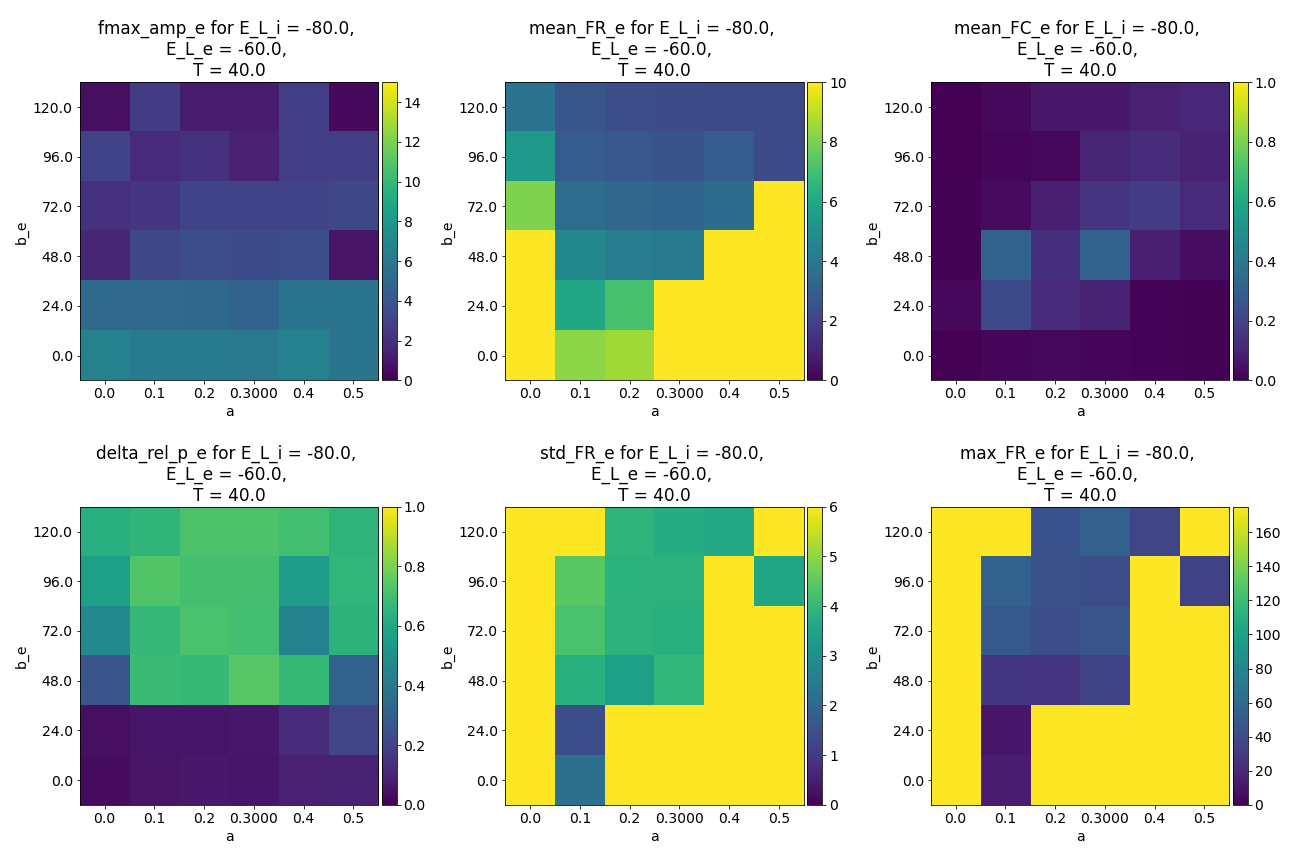 fmax_amp_e for E_L_i = -80.0,
E_L_e = -60.0,
T = 40.0
120.0
96.0
72.0
48.0
24.0
0.0
b_e
0.0 0.1 0.2 0.3000 0.4 0.5
a
14
12
10
8
6
4
2
0
mean_FR_e for E_L_i = -80.0,
E_L_e = -60.0,
T = 40.0
120.0
96.0
72.0
48.0
24.0
0.0
b_e
0.0 0.1 0.2 0.3000 0.4 0.5
a
10
8
6
4
2
0
mean_FC_e for E_L_i = -80.0,
E_L_e = -60.0,
T = 40.0
120.0
96.0
72.0
48.0
24.0
0.0
b_e
0.0 0.1 0.2 0.3000 0.4 0.5
a
1.0
0.8
0.6
0.4
0.2
0.0
delta_rel_p_e for E_L_i = -80.0,
E_L_e = -60.0,
T = 40.0
120.0
96.0
72.0
48.0
24.0
0.0
b_e
0.0 0.1 0.2 0.3000 0.4 0.5
a
1.0
0.8
0.6
0.4
0.2
0.0
std_FR_e for E_L_i = -80.0,
E_L_e = -60.0,
T = 40.0
120.0
96.0
72.0
48.0
24.0
0.0
b_e
0.0 0.1 0.2 0.3000 0.4 0.5
a
6
5
4
3
2
1
0
max_FR_e for E_L_i = -80.0,
E_L_e = -60.0,
T = 40.0
120.0
96.0
72.0
48.0
24.0
0.0
b_e
0.0 0.1 0.2 0.3000 0.4 0.5
a
160
140
120
100
80
60
40
20
0